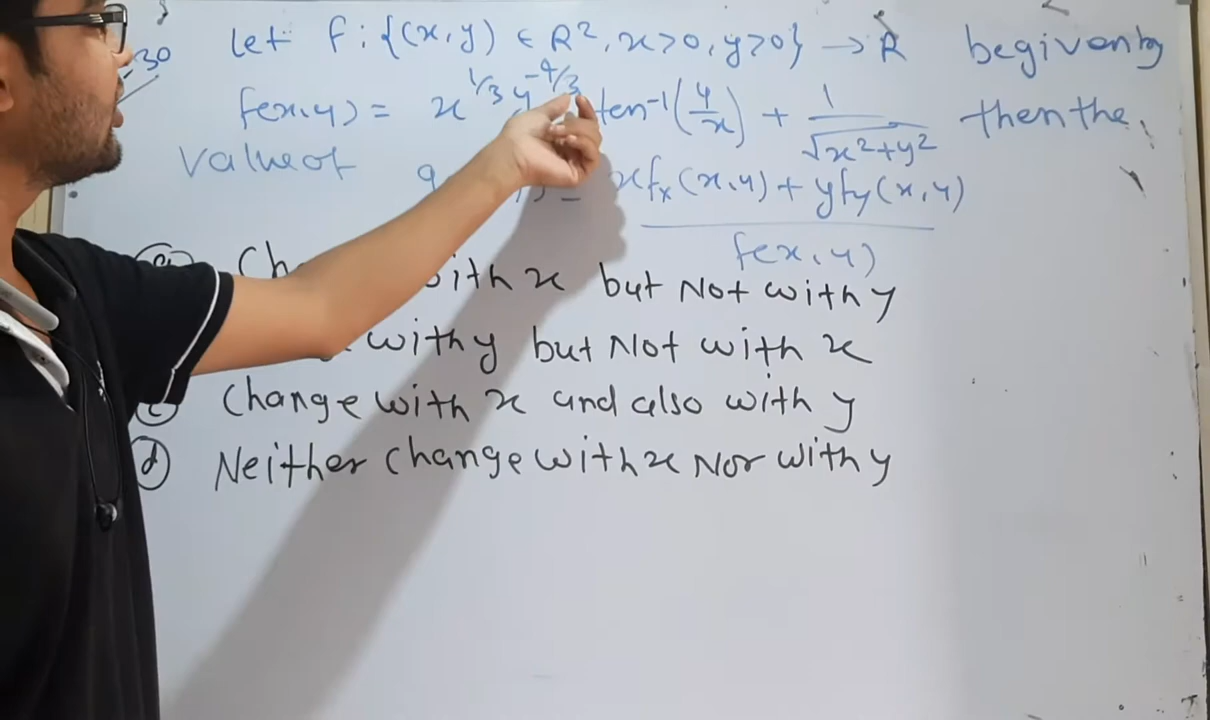 30 Let f : {(x,y) ∈ R², x>0, y>0} → R be given by
f(x,y) = x^{1/3} y^{-4/3} tan⁻¹(y/x) + 1/√(x²+y²) then the
value of g = (x fₓ(x,y) + y f_y(x,y)) / f(x,y)
ⓐ Ch with x but Not with y
with y but Not with x
ⓒ change with x and also with y
ⓓ Neither change with x Nor with y